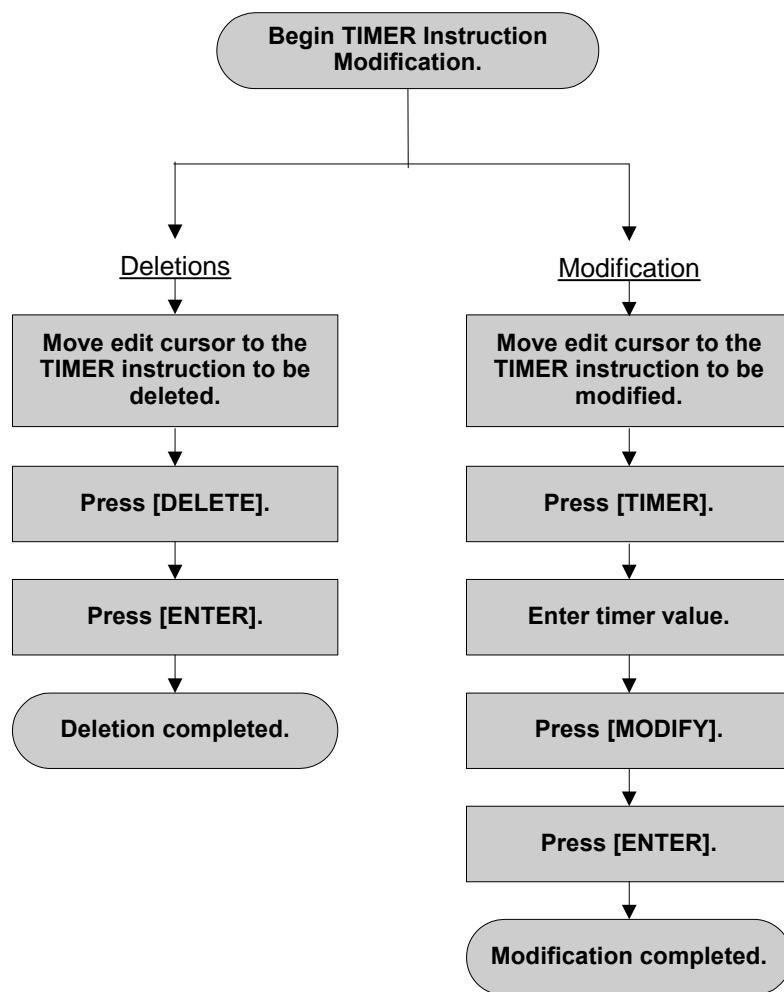 Begin TIMER Instruction
Modification.
Deletions
Move edit cursor to the
TIMER instruction to be
deleted.
Press [DELETE].
Press [ENTER].
Deletion completed.
Modification
Move edit cursor to the
TIMER instruction to be
modified.
Press [TIMER].
Enter timer value.
Press [MODIFY].
Press [ENTER].
Modification completed.